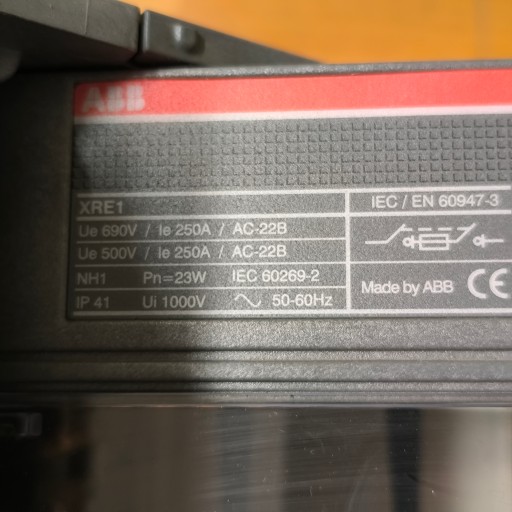 ABB
XRE1
IEC / EN 60947-3
Ue 690V / Ie 250A / AC-22B
Ue 500V / Ie 250A / AC-22B
NH1 Pn=23W IEC 60269-2
Made by ABB CE
IP 41 Ui 1000V 50-60Hz